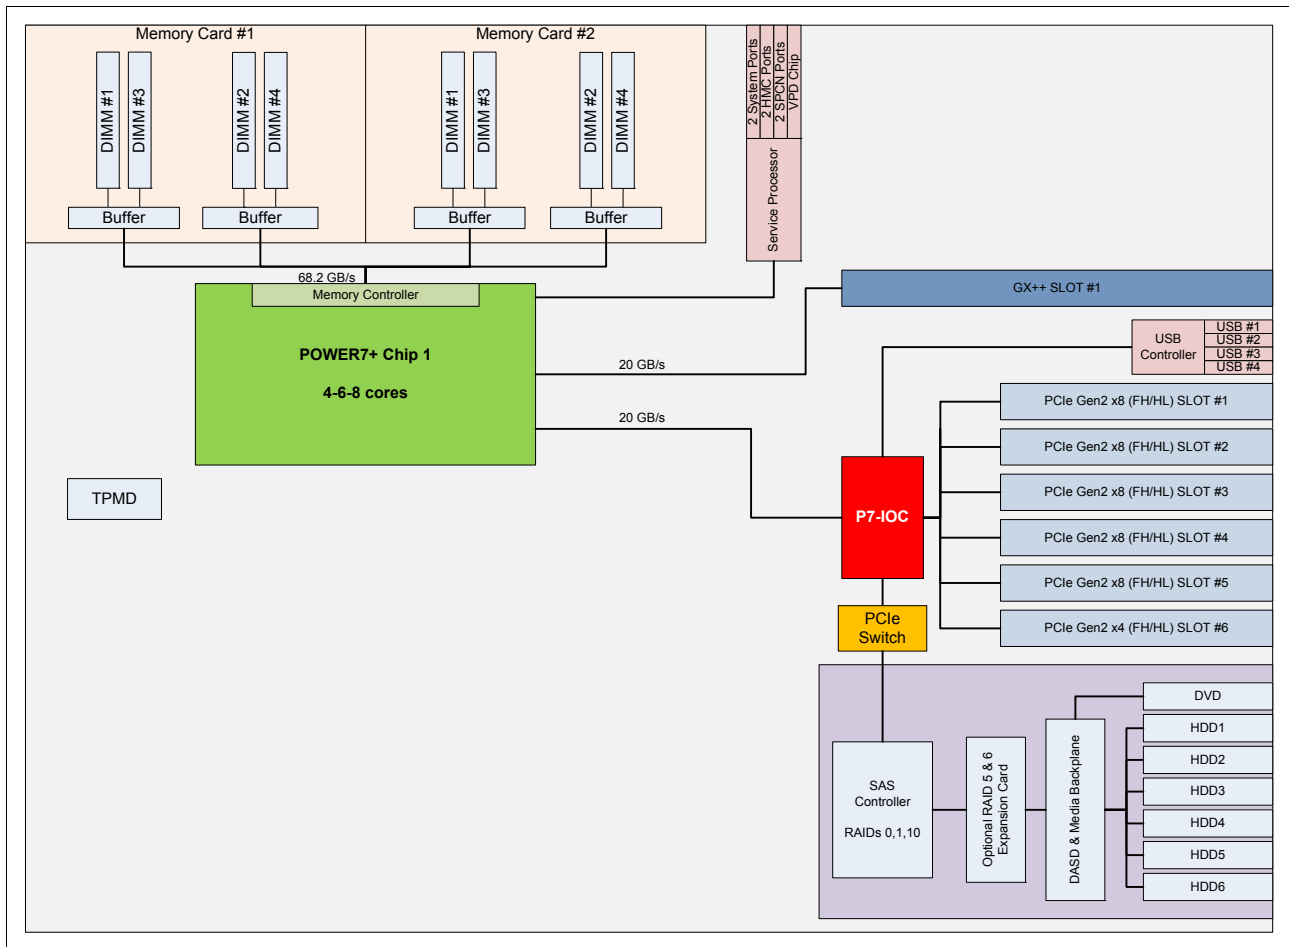 Memory Card #1
Memory Card #2
DIMM #1
DIMM #3
DIMM #2
DIMM #4
DIMM #1
DIMM #3
DIMM #2
DIMM #4
Buffer
Buffer
Buffer
Buffer
2 System Ports
2 HMC Ports
2 SPCN Ports
VPD Chip
Service Processor
68.2 GB/s
Memory Controller
POWER7+ Chip 1
4-6-8 cores
20 GB/s
20 GB/s
GX++ SLOT #1
USB
Controller
USB #1
USB #2
USB #3
USB #4
PCIe Gen2 x8 (FH/HL) SLOT #1
PCIe Gen2 x8 (FH/HL) SLOT #2
PCIe Gen2 x8 (FH/HL) SLOT #3
PCIe Gen2 x8 (FH/HL) SLOT #4
PCIe Gen2 x8 (FH/HL) SLOT #5
PCIe Gen2 x4 (FH/HL) SLOT #6
TPMD
P7-IOC
PCIe
Switch
SAS
Controller
RAIDs 0,1,10
Optional RAID 5 & 6
Expansion Card
DASD & Media Backplane
DVD
HDD1
HDD2
HDD3
HDD4
HDD5
HDD6